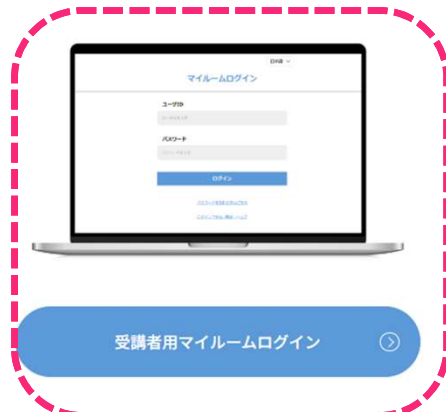 日本語
マイルームログイン
ユーザID
パスワード
ログイン
受講者用マイルームログイン